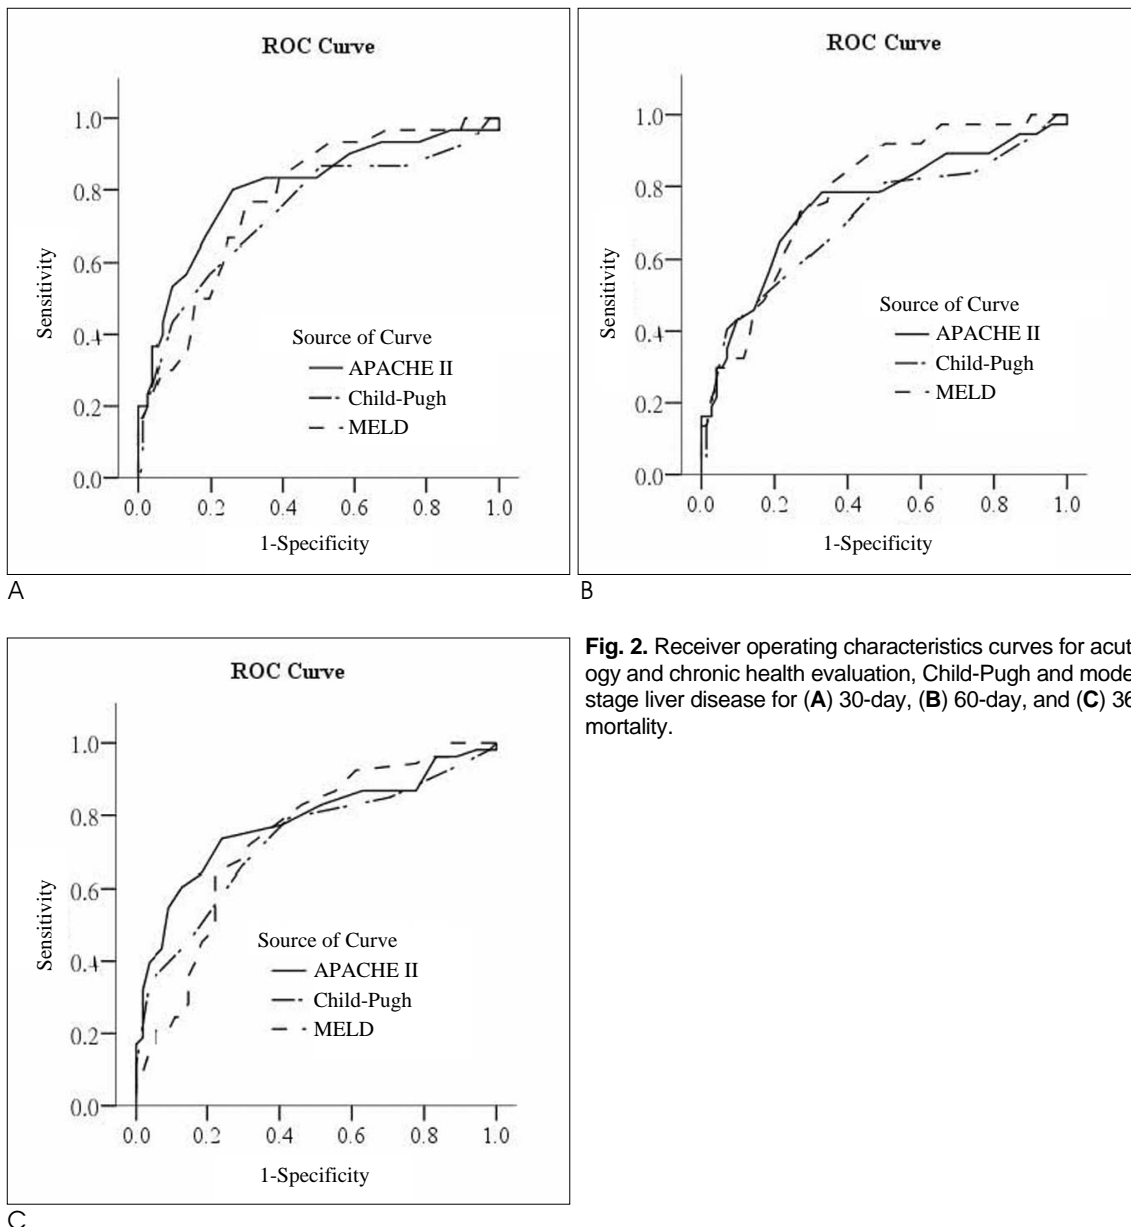 ROC Curve
1.0
0.8
0.6
0.4
0.2
0.0
Sensitivity
Source of Curve
APACHE II
Child-Pugh
MELD
0.0 0.2 0.4 0.6 0.8 1.0
1-Specificity
A
ROC Curve
1.0
0.8
0.6
0.4
0.2
0.0
Sensitivity
Source of Curve
APACHE II
Child-Pugh
MELD
0.0 0.2 0.4 0.6 0.8 1.0
1-Specificity
B
ROC Curve
1.0
0.8
0.6
0.4
0.2
0.0
Sensitivity
Source of Curve
APACHE II
Child-Pugh
MELD
0.0 0.2 0.4 0.6 0.8 1.0
1-Specificity
C
Fig. 2. Receiver operating characteristics curves for acut
ogy and chronic health evaluation, Child-Pugh and mode
stage liver disease for (A) 30-day, (B) 60-day, and (C) 36
mortality.